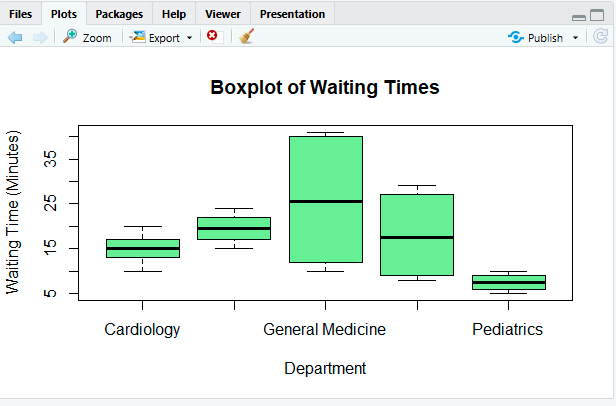 Files Plots Packages Help Viewer Presentation
Zoom Export Publish
Boxplot of Waiting Times
Waiting Time (Minutes)
35
25
15
5
Cardiology General Medicine Pediatrics
Department